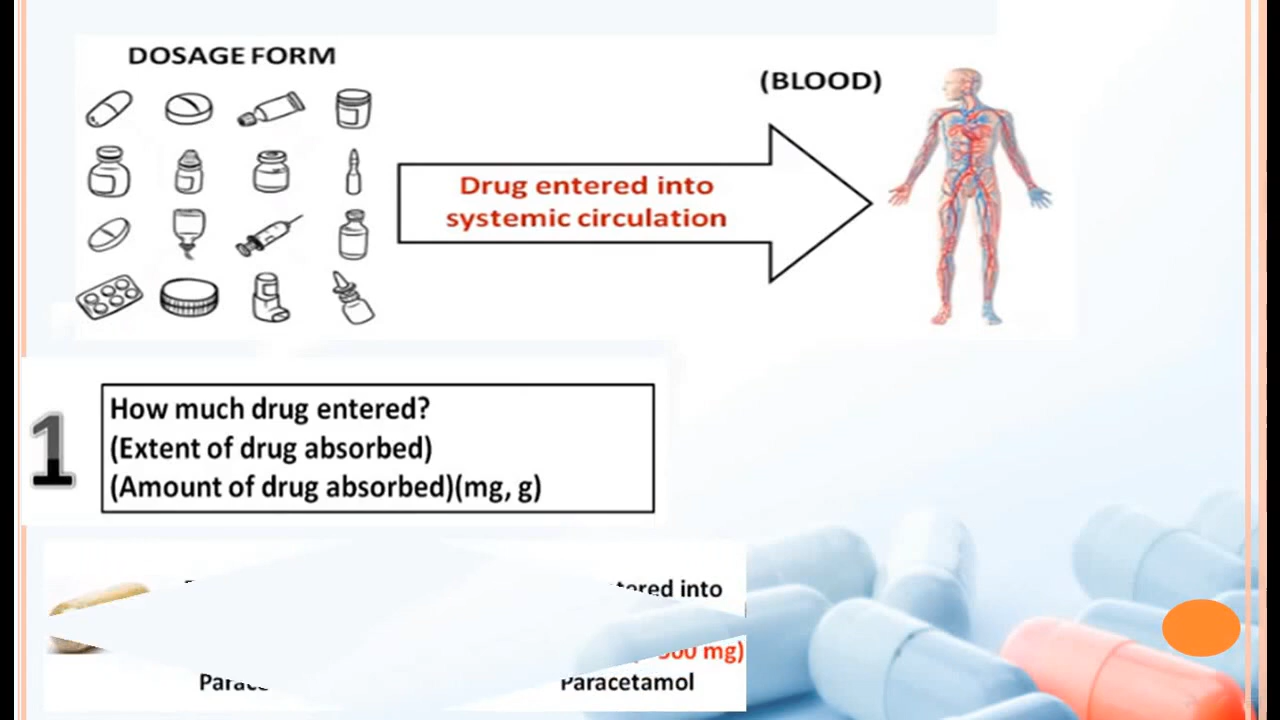 DOSAGE FORM
(BLOOD)
Drug entered into
systemic circulation
1
How much drug entered?
(Extent of drug absorbed)
(Amount of drug absorbed)(mg, g)
into
mg)
Paracetamol